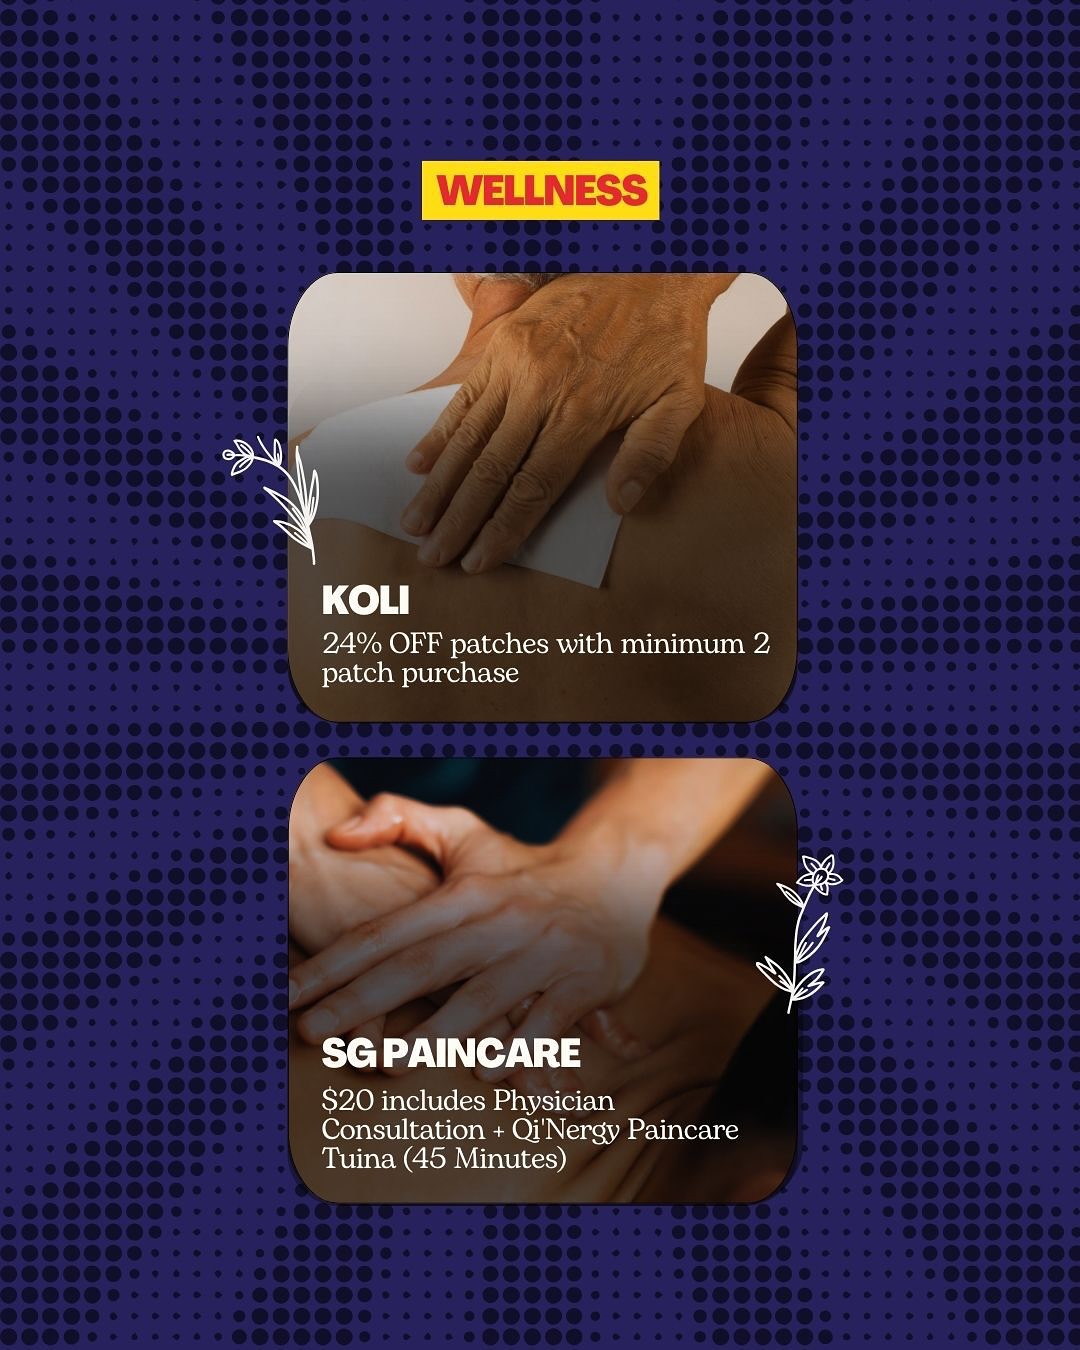 WELLNESS
KOLI
24% OFF patches with minimum 2
patch purchase
SG PAINCARE
$20 includes Physician
Consultation + Qi'Nergy Paincare
Tuina (45 Minutes)